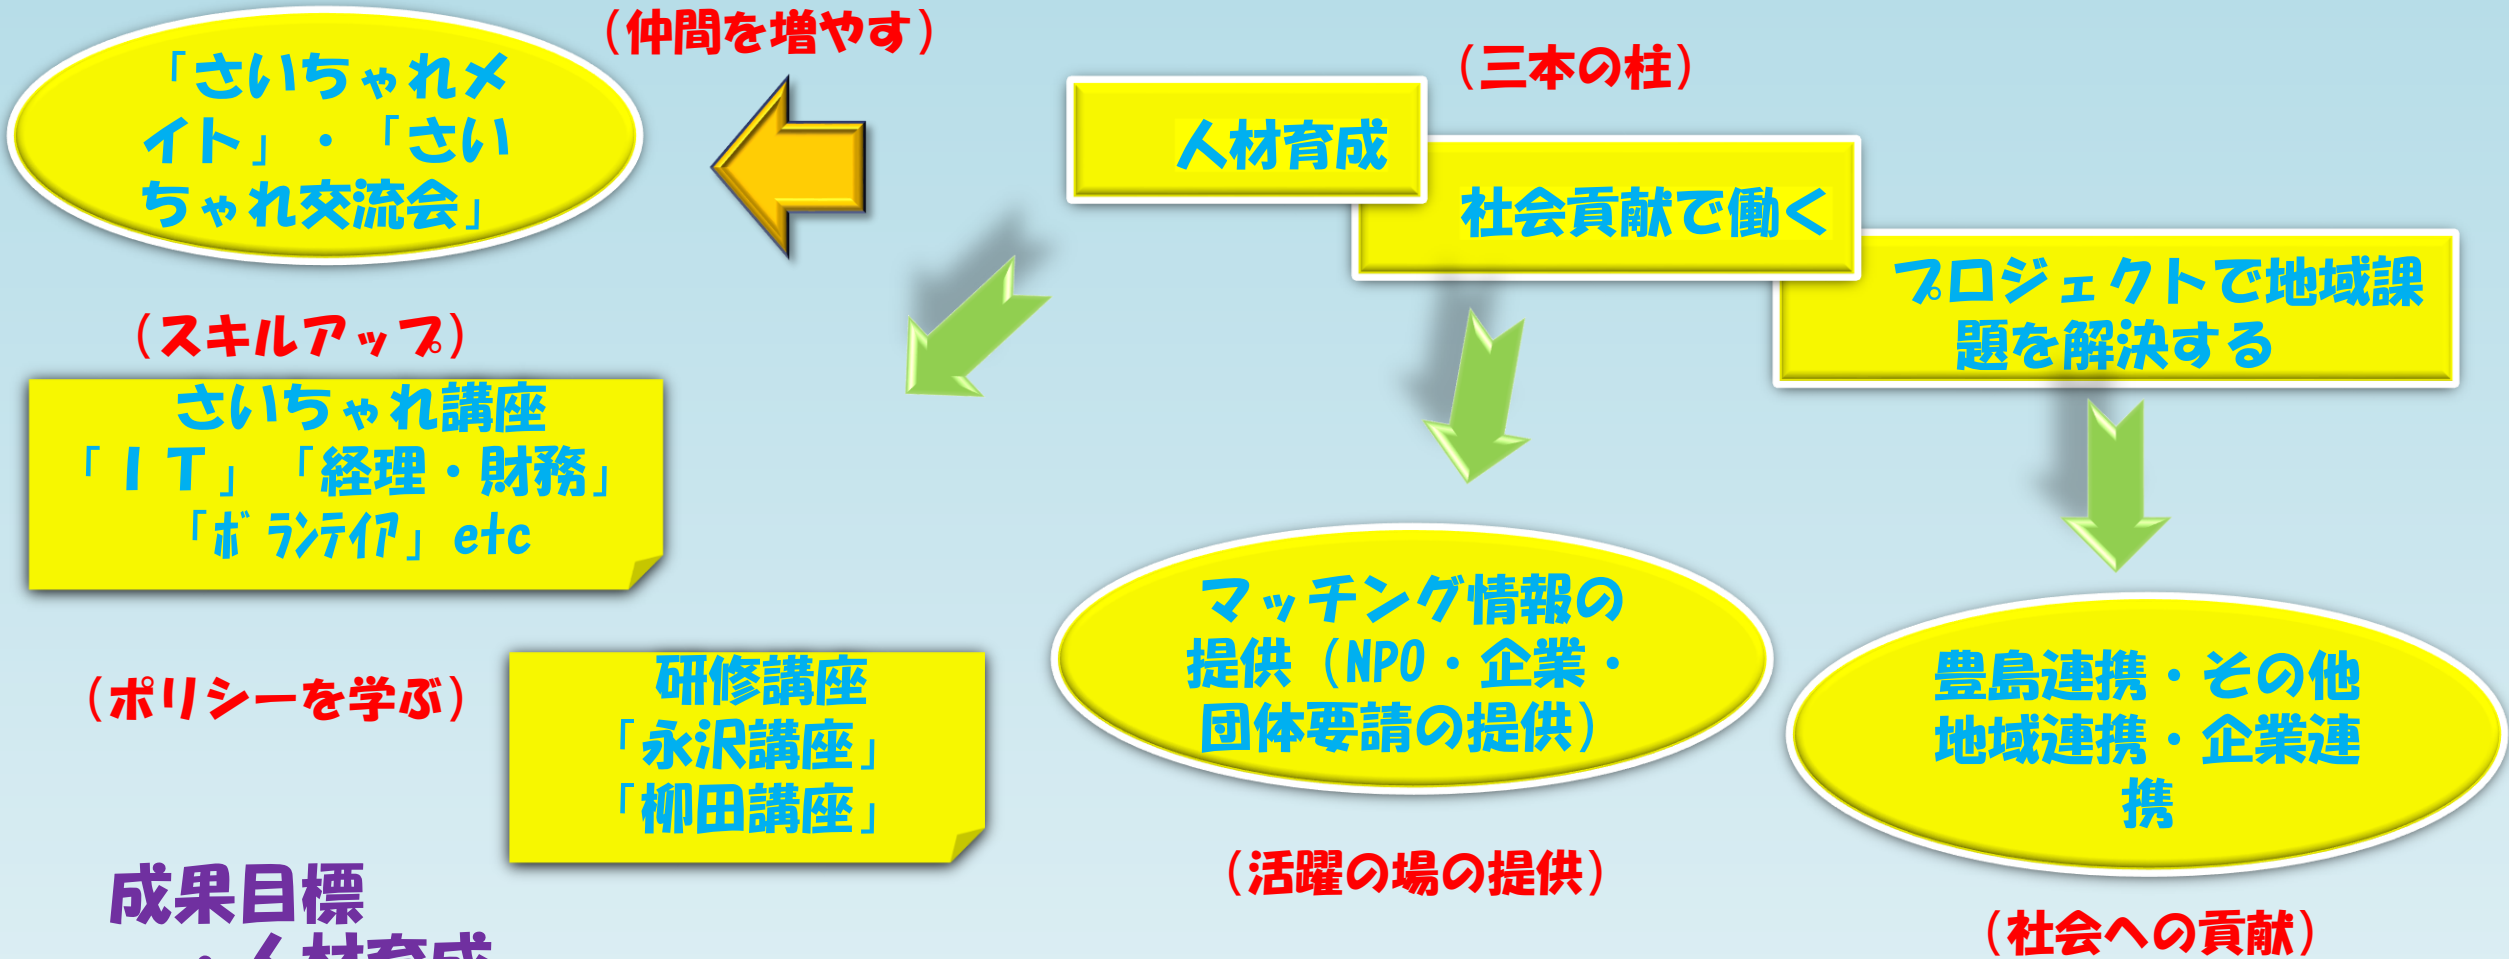 （仲間を増やす）
「さいちゃれメ
イト」・「さい
ちゃれ交流会」
（三本の柱）
人材育成
社会貢献で働く
プロジェクトで地域課
題を解決する
（スキルアップ）
さいちゃれ講座
「ＩＴ」「経理・財務」
「ﾎﾞﾗﾝﾃｨｱ」etc
（ポリシーを学ぶ）
研修講座
「永沢講座」
「柳田講座」
マッチング情報の
提供（NPO・企業・
団体要請の提供）
（活躍の場の提供）
豊島連携・その他
地域連携・企業連
携
（社会への貢献）
成果目標
・人材育成